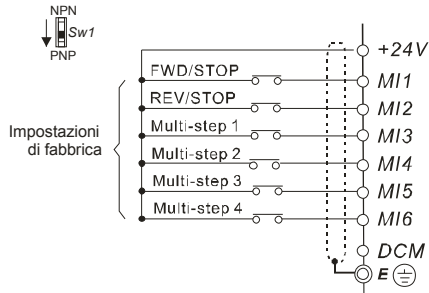 NPN
Sw1
PNP
+24V
FWD/STOP
MI1
REV/STOP
MI2
Impostazioni
di fabbrica
Multi-step 1
MI3
Multi-step 2
MI4
Multi-step 3
MI5
Multi-step 4
MI6
DCM
E